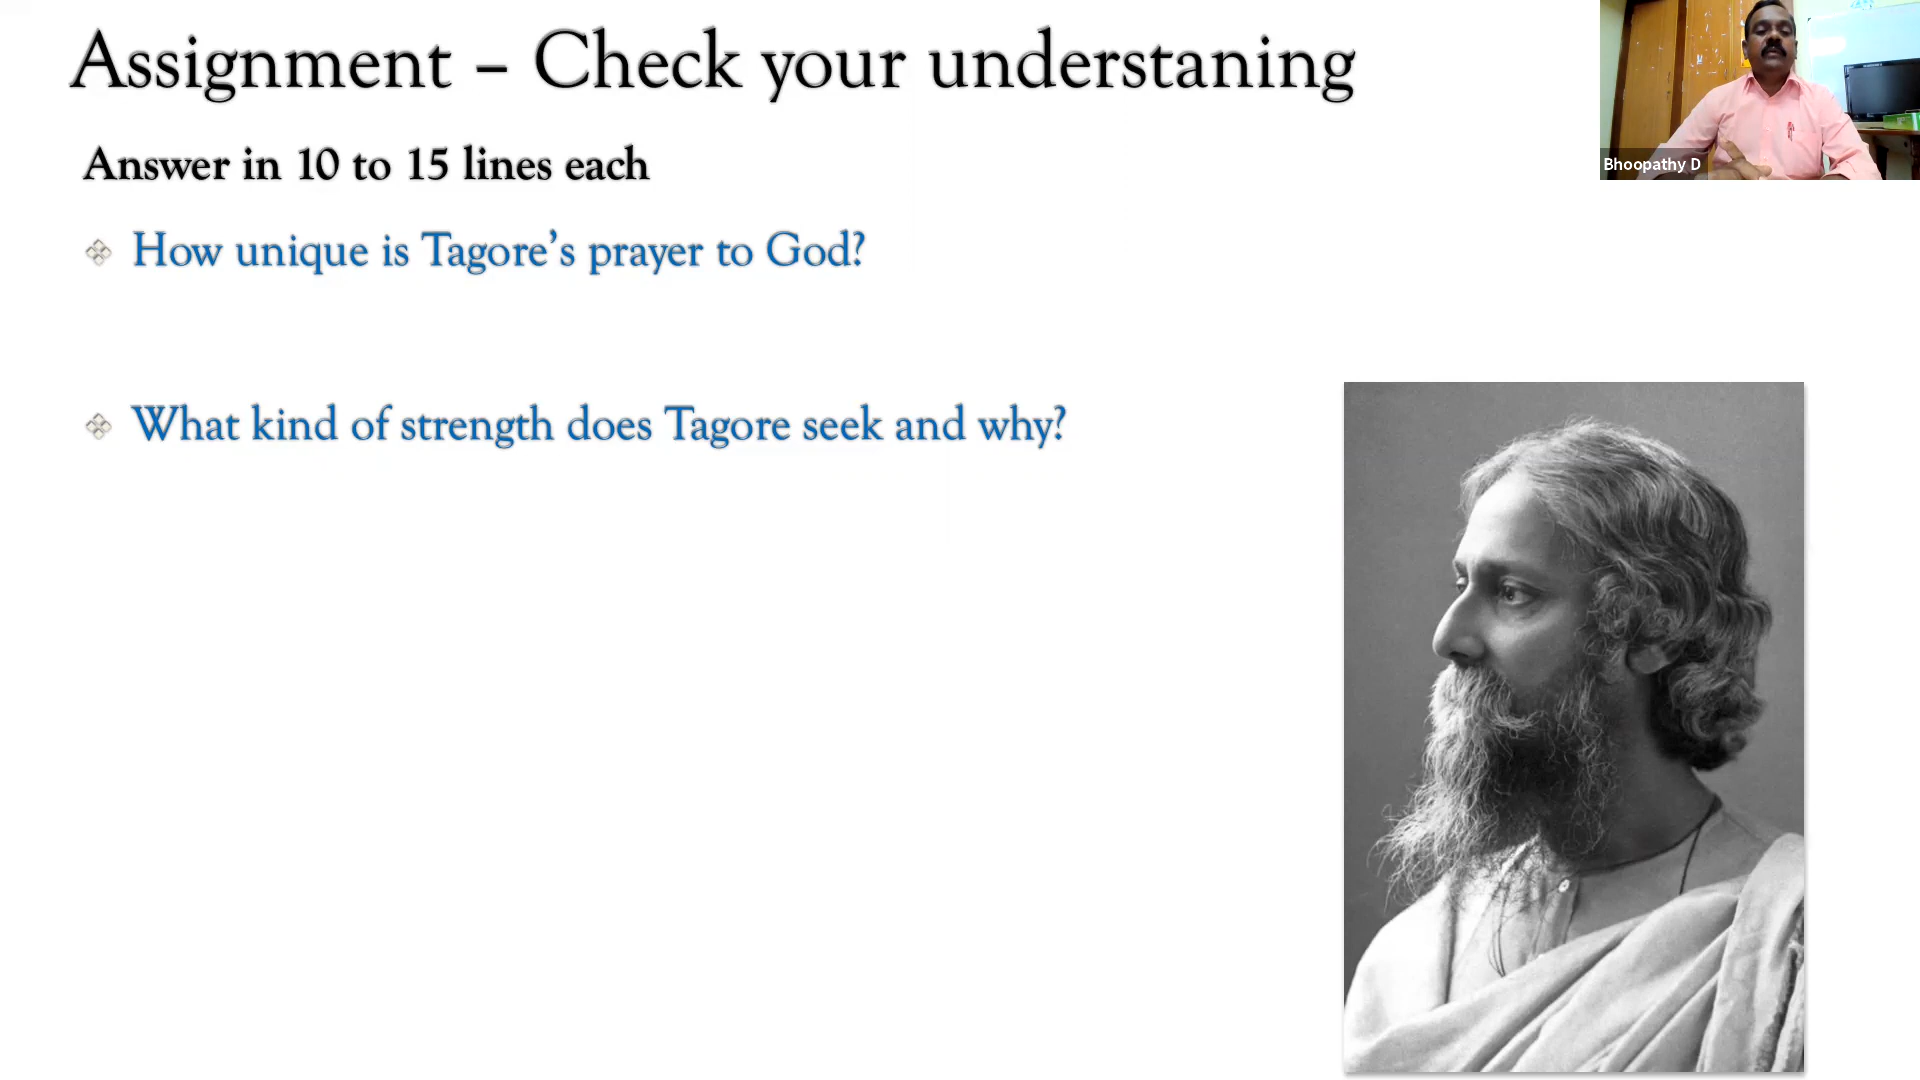 Assignment – Check your understaning
Answer in 10 to 15 lines each
How unique is Tagore’s prayer to God?
What kind of strength does Tagore seek and why?
Bhoopathy D